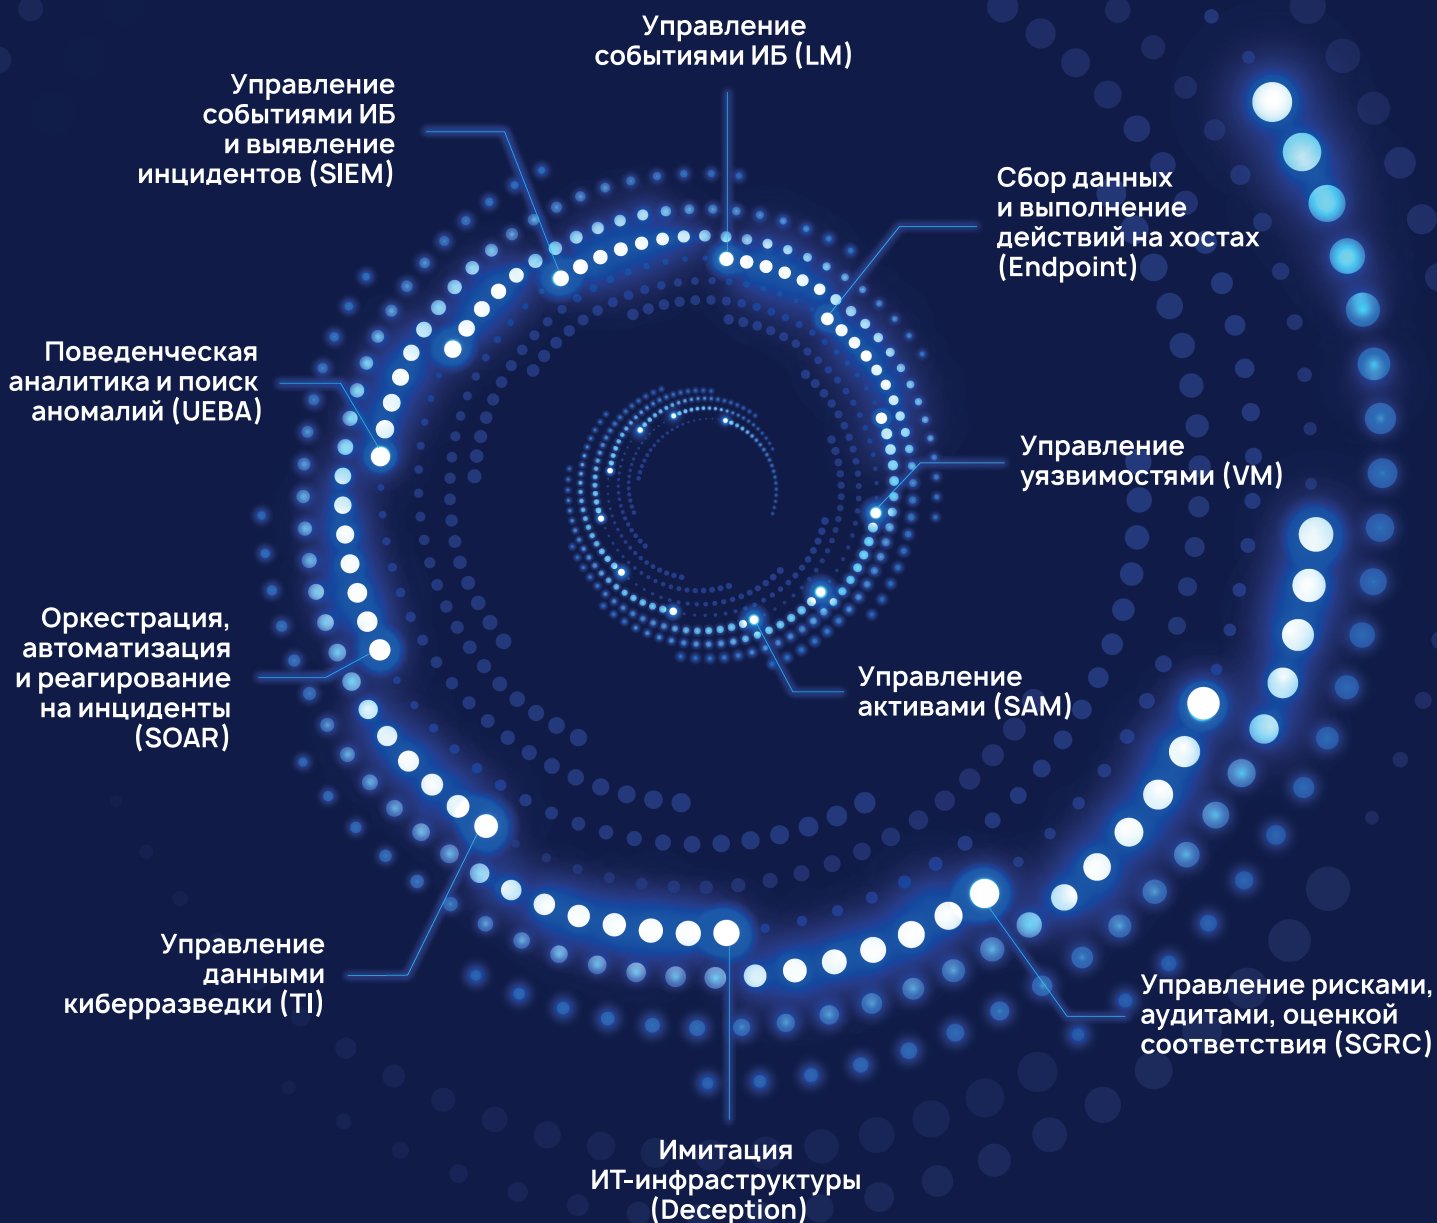 Управление
событиями ИБ (LM)
Управление
событиями ИБ
и выявление
инцидентов (SIEM)
Сбор данных
и выполнение
действий на хостах
(Endpoint)
Поведенческая
аналитика и поиск
аномалий (UEBA)
Управление
уязвимостями (VM)
Оркестрация,
автоматизация
и реагирование
на инциденты
(SOAR)
Управление
активами (SAM)
Управление
данными
киберразведки (TI)
Управление рисками,
аудитами, оценкой
соответствия (SGRC)
Имитация
ИТ-инфраструктуры
(Deception)